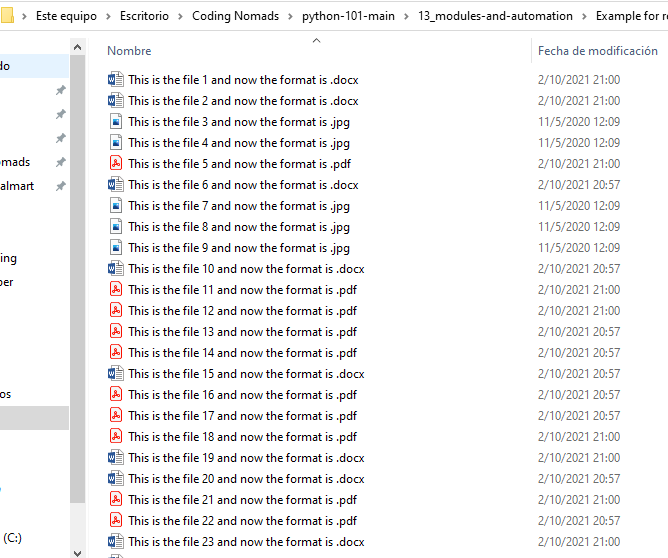 Este equipo > Escritorio > Coding Nomads > python-101-main > 13_modules-and-automation > Example for re
Nombre Fecha de modificación
do
This is the file 1 and now the format is .docx 2/10/2021 21:00
This is the file 2 and now the format is .docx 2/10/2021 21:00
This is the file 3 and now the format is .jpg 11/5/2020 12:09
This is the file 4 and now the format is .jpg 11/5/2020 12:09
omads This is the file 5 and now the format is .pdf 2/10/2021 21:00
almart This is the file 6 and now the format is .docx 2/10/2021 20:57
This is the file 7 and now the format is .jpg 11/5/2020 12:09
This is the file 8 and now the format is .jpg 11/5/2020 12:09
ing This is the file 9 and now the format is .jpg 11/5/2020 12:09
This is the file 10 and now the format is .docx 2/10/2021 20:57
per This is the file 11 and now the format is .pdf 2/10/2021 21:00
This is the file 12 and now the format is .pdf 2/10/2021 21:00
This is the file 13 and now the format is .pdf 2/10/2021 20:57
This is the file 14 and now the format is .pdf 2/10/2021 20:57
This is the file 15 and now the format is .docx 2/10/2021 20:57
os This is the file 16 and now the format is .pdf 2/10/2021 20:57
This is the file 17 and now the format is .pdf 2/10/2021 20:57
This is the file 18 and now the format is .pdf 2/10/2021 21:00
This is the file 19 and now the format is .docx 2/10/2021 21:00
This is the file 20 and now the format is .docx 2/10/2021 20:57
This is the file 21 and now the format is .pdf 2/10/2021 21:00
This is the file 22 and now the format is .pdf 2/10/2021 20:57
(C:) This is the file 23 and now the format is .docx 2/10/2021 21:00